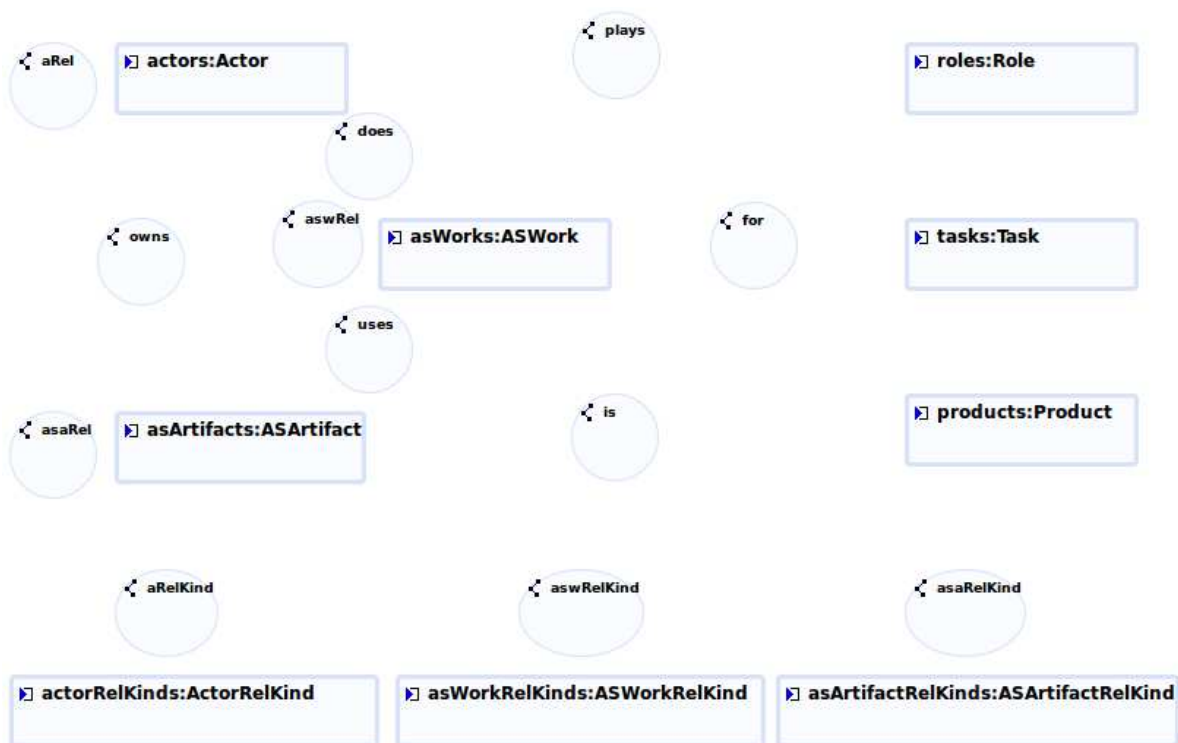 plays
aRel
actors:Actor
roles:Role
does
aswRel
for
owns
asWorks:ASWork
tasks:Task
uses
is
products:Product
asaRel
asArtifacts:ASArtifact
aRelKind
aswRelKind
asaRelKind
actorRelKinds:ActorRelKind
asWorkRelKinds:ASWorkRelKind
asArtifactRelKinds:ASArtifactRelKind